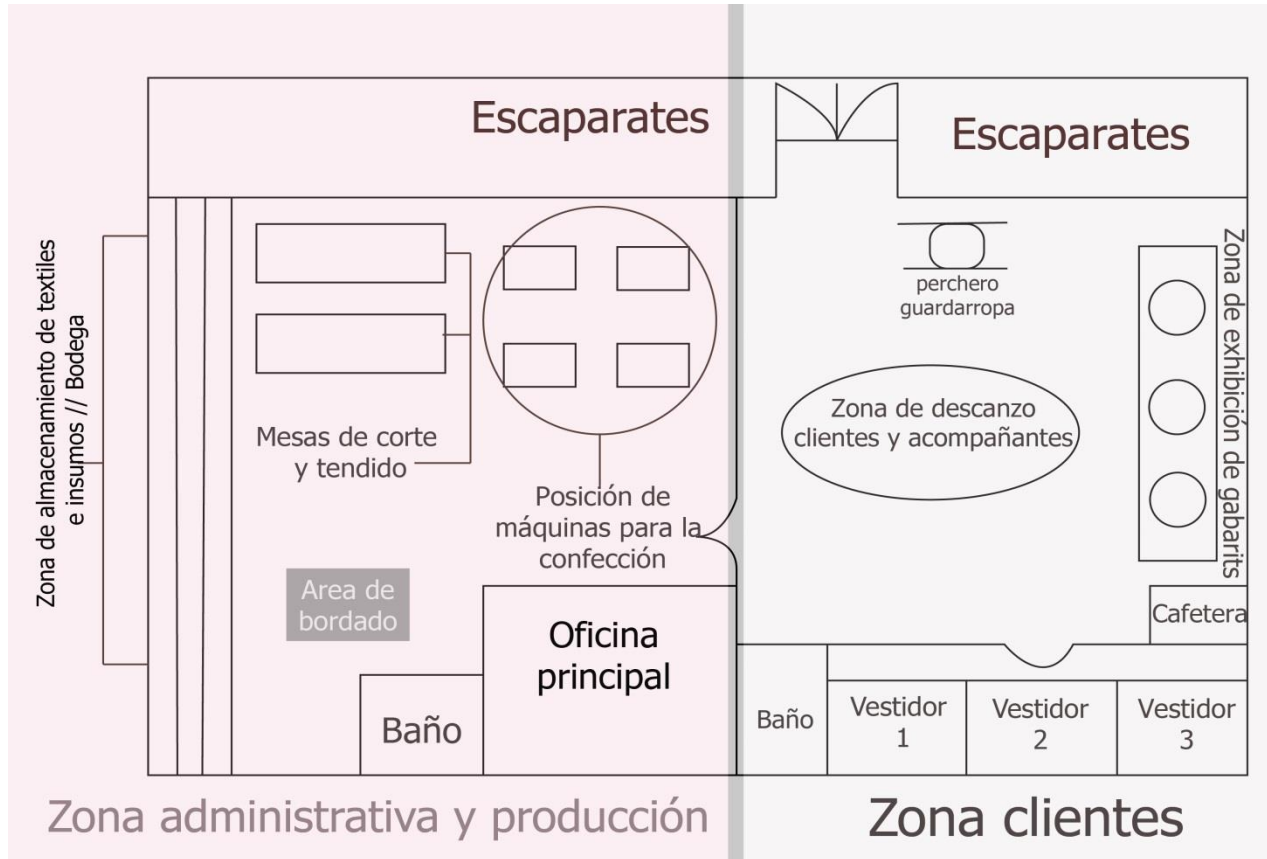 Escaparates
Escaparates
Zona de almacenamiento de textiles
e insumos // Bodega
Mesas de corte
y tendido
Posición de
máquinas para la
confección
Area de
bordado
Oficina
principal
Baño
perchero
guardarropa
Zona de descanzo
clientes y acompañantes
Zona de exhibición de gabarits
Cafetera
Baño
Vestidor
1
Vestidor
2
Vestidor
3
Zona administrativa y producción
Zona clientes